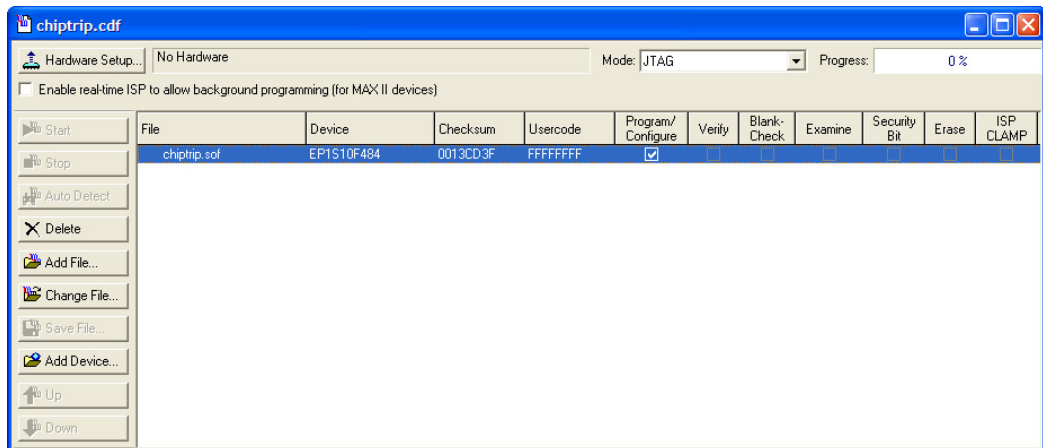 chiptrip.cdf
Hardware Setup... No Hardware Mode: JTAG Progress: 0 %
Enable real-time ISP to allow background programming (for MAX II devices)
Start
Stop
Auto Detect
Delete
Add File...
Change File...
Save File...
Add Device...
Up
Down
File Device Checksum Usercode Program/ Configure Verify Blank- Check Examine Security Bit Erase ISP CLAMP
chiptrip.sof EP1S10F484 0013CD3F FFFFFFFF